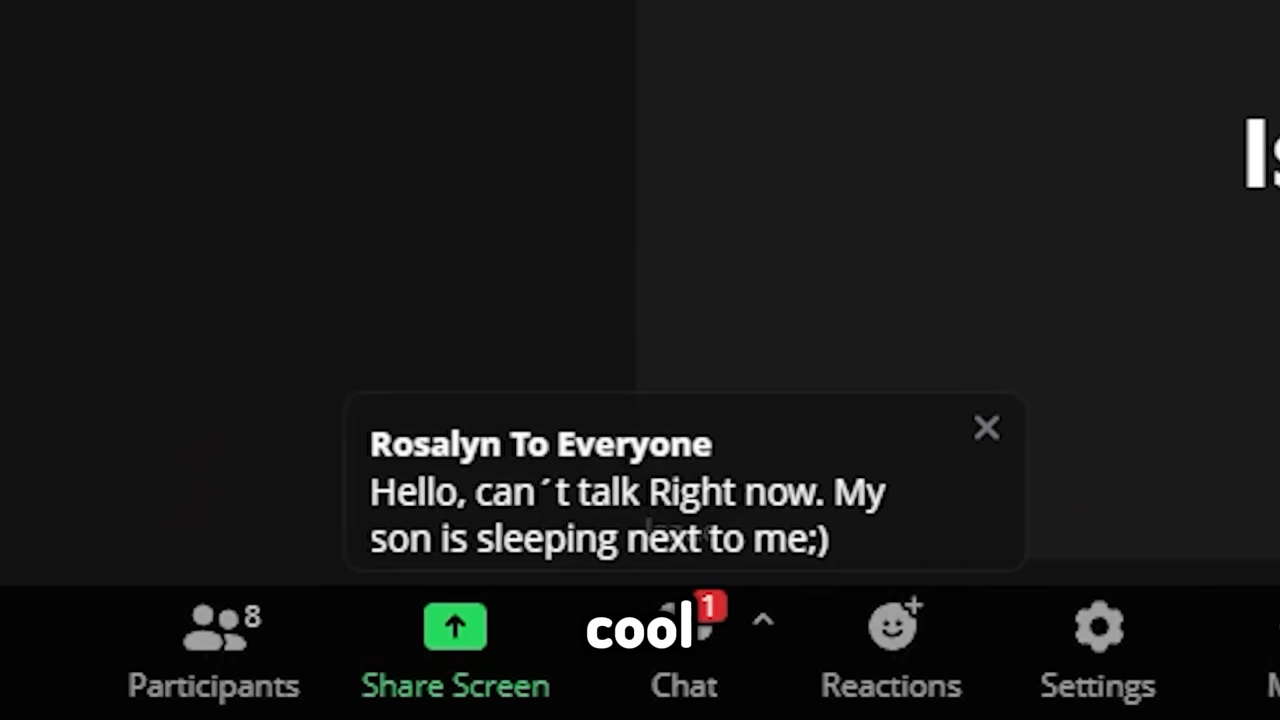 Is
Rosalyn To Everyone
Hello, can´t talk Right now. My
son is sleeping next to me;)
8
1
cool
Participants
Share Screen
Chat
Reactions
Settings
M